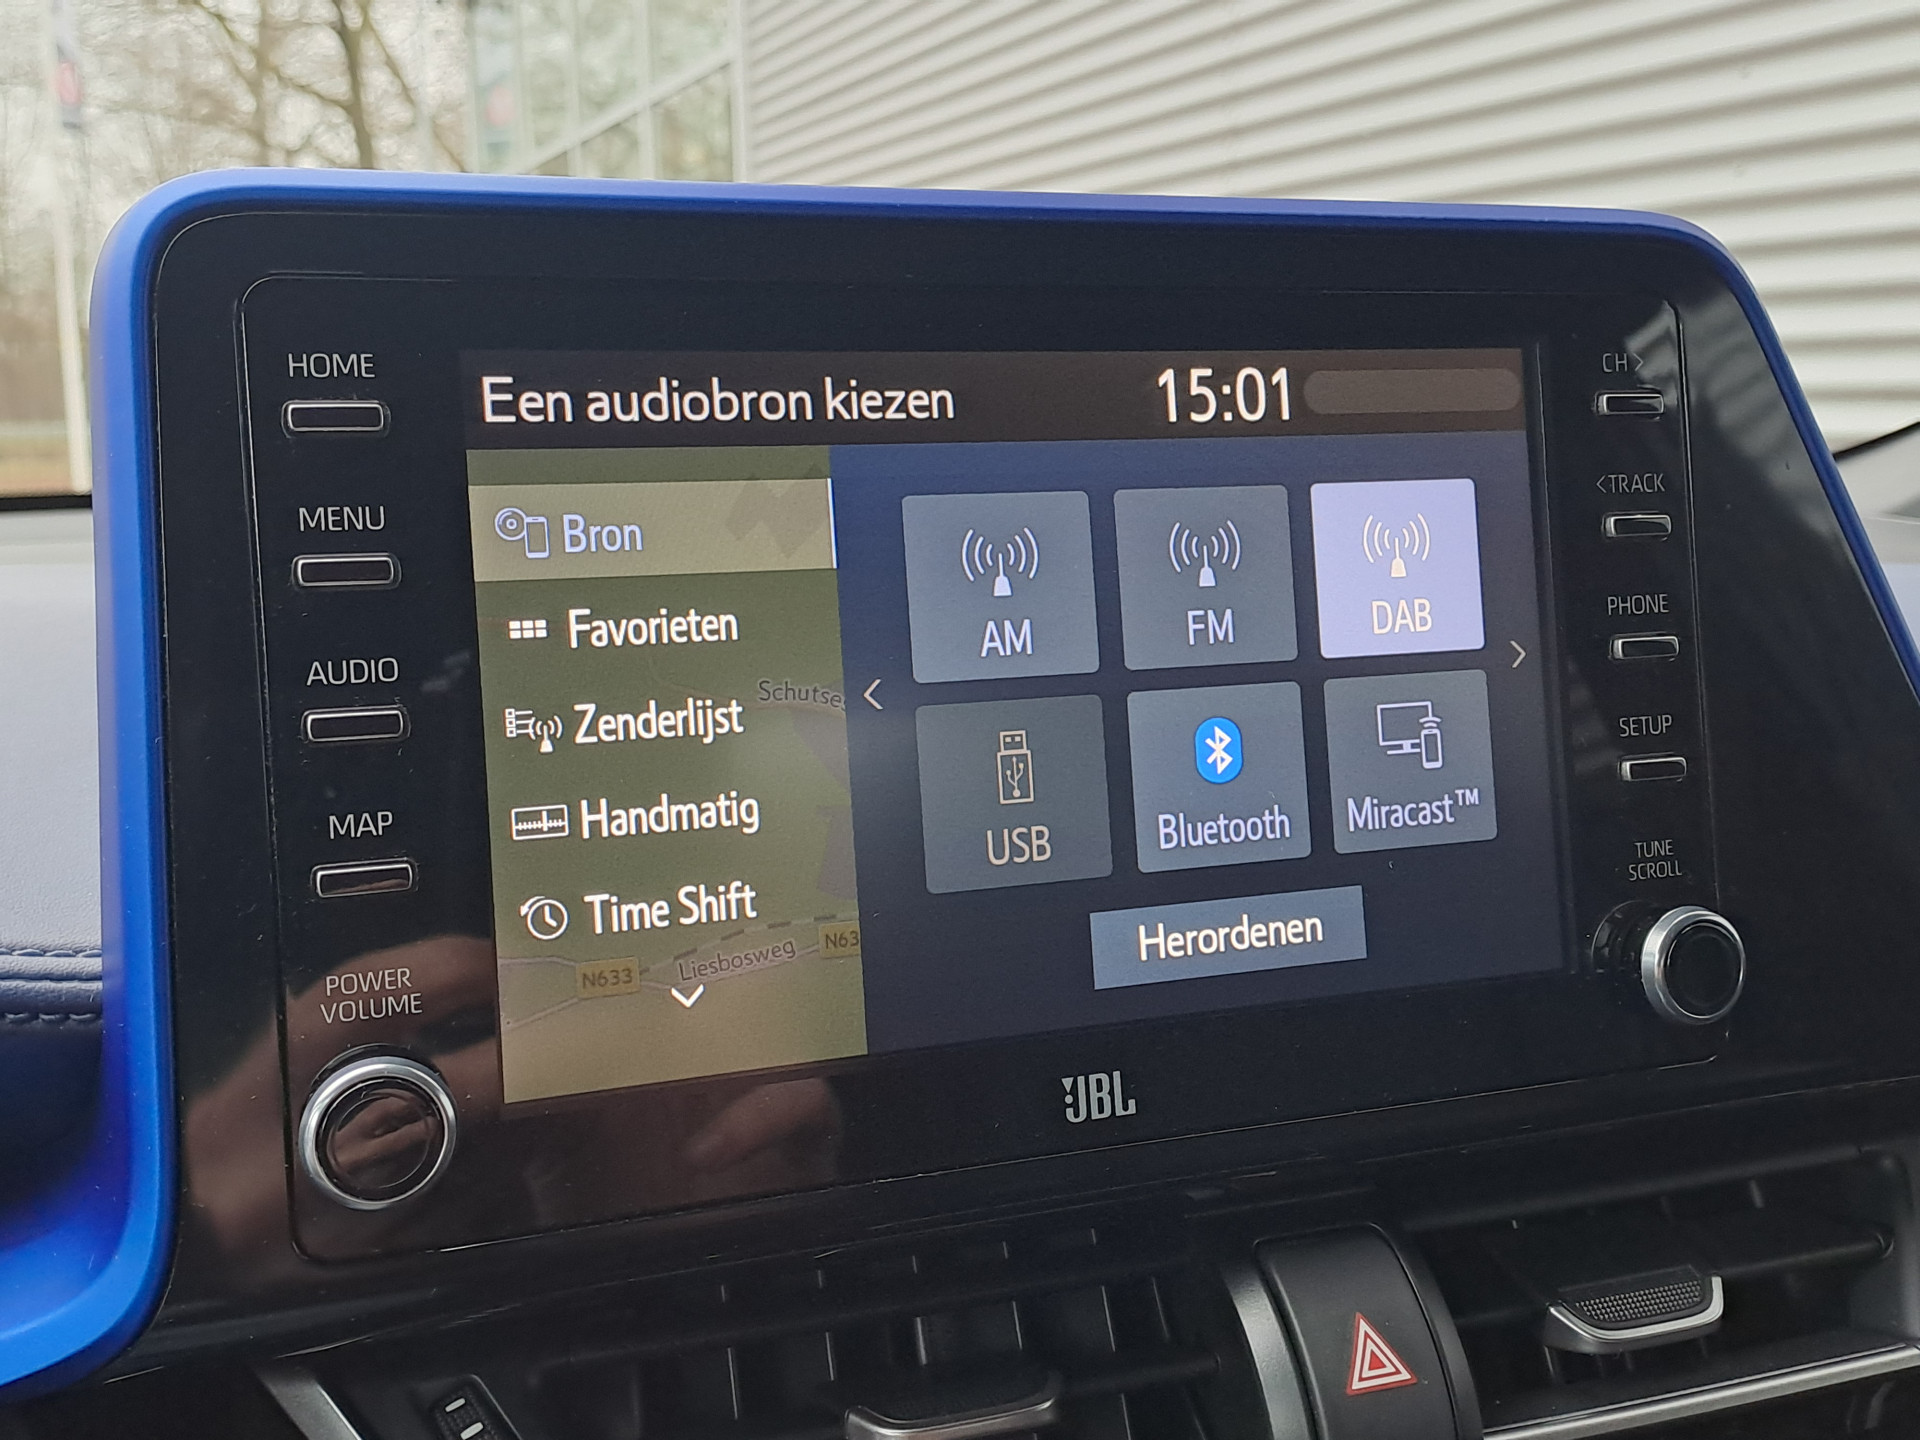 HOME
MENU
AUDIO
MAP
POWER
VOLUME
Een audiobron kiezen 15:01
Bron
Favorieten
Zenderlijst
Handmatig
Time Shift
Schutse
N633 Liesbosweg N63
AM FM DAB
USB Bluetooth Miracast™
Herordenen
JBL
CH >
< TRACK
PHONE
SETUP
TUNE
SCROLL